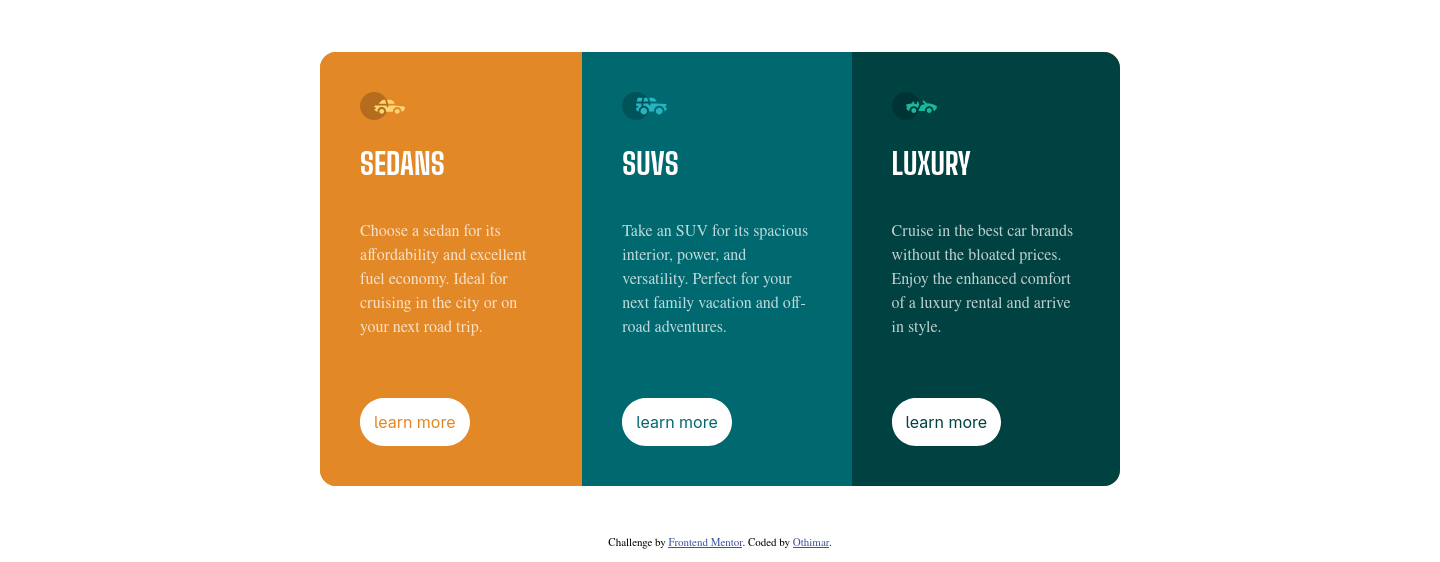 SEDANS
Choose a sedan for its
affordability and excellent
fuel economy. Ideal for
cruising in the city or on
your next road trip.
learn more
SUVS
Take an SUV for its spacious
interior, power, and
versatility. Perfect for your
next family vacation and off-
road adventures.
learn more
LUXURY
Cruise in the best car brands
without the bloated prices.
Enjoy the enhanced comfort
of a luxury rental and arrive
in style.
learn more
Challenge by Frontend Mentor. Coded by Othimar.